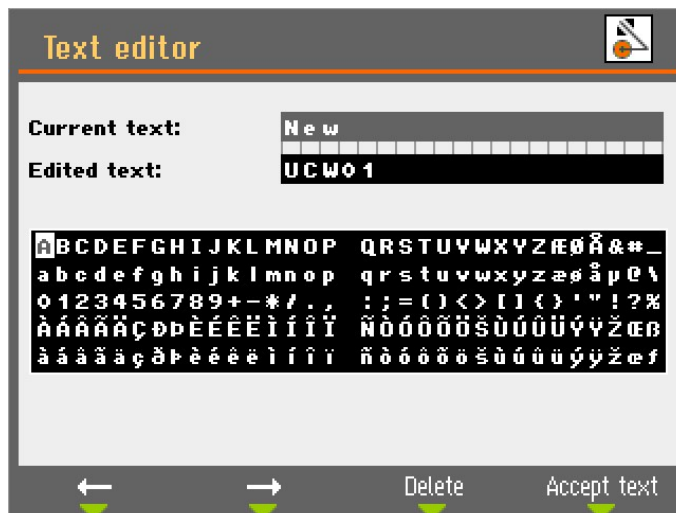 Text editor
Current text: New
Edited text: UCW01
ABCDEFGHIJKLMNOP QRSTUVWXYZÆØÅ&#_
abcdefghijklmnop qrstuvwxyzæøåµ@\
0123456789+-*/., :;=()<>[]{}'"!?%
ÀÁÂÃÄÇÐÞÈÉÊËÌÍÎÏ ÑÒÓÔÕÖŠÙÚÛÜÝŸŽŒß
àáâãäçðÞèéêëìíîï ñòóôõöšùúûüýÿžœf
← → Delete Accept text